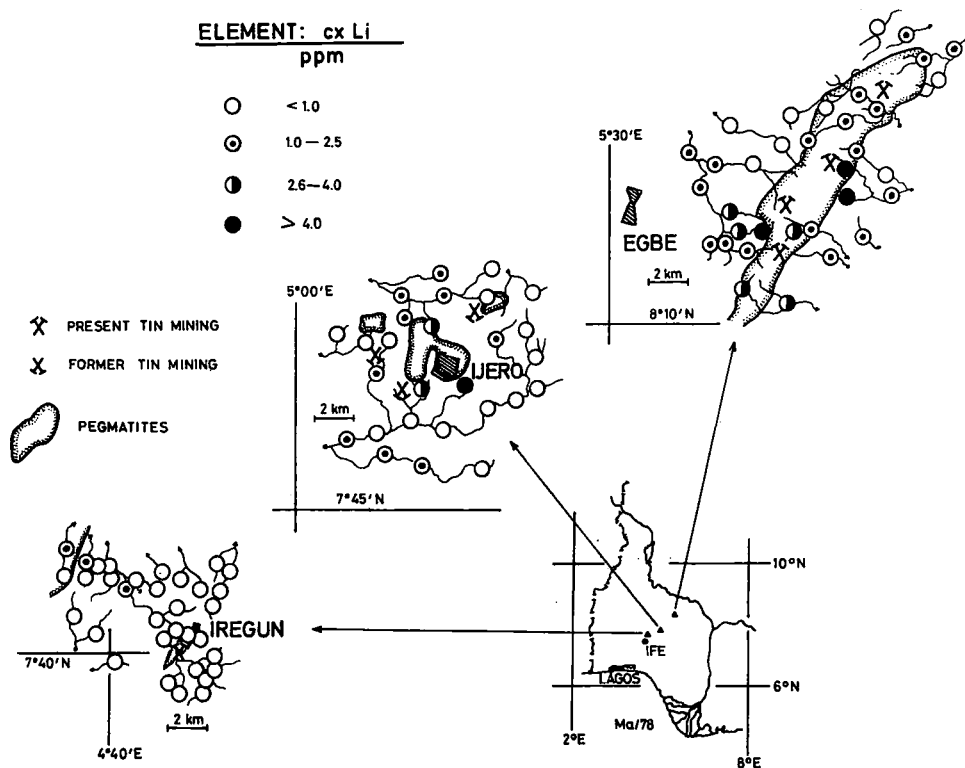 ELEMENT: cx Li
ppm
< 1.0
1.0 — 2.5
2.6—4.0
> 4.0
PRESENT TIN MINING
FORMER TIN MINING
PEGMATITES
5°30'E
EGBE
2 km
8°10'N
5°00'E
IJERO
2 km
7°45'N
IREGUN
7°40'N
2 km
4°40'E
10°N
IFE
LAGOS
6°N
Ma/78
2°E
8°E